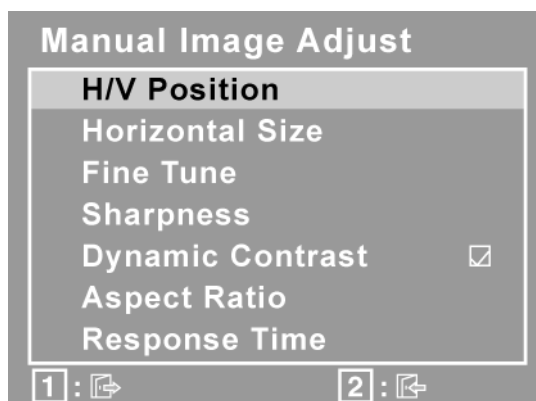 Manual Image Adjust
H/V Position
Horizontal Size
Fine Tune
Sharpness
Dynamic Contrast
Aspect Ratio
Response Time
1 : 2 :